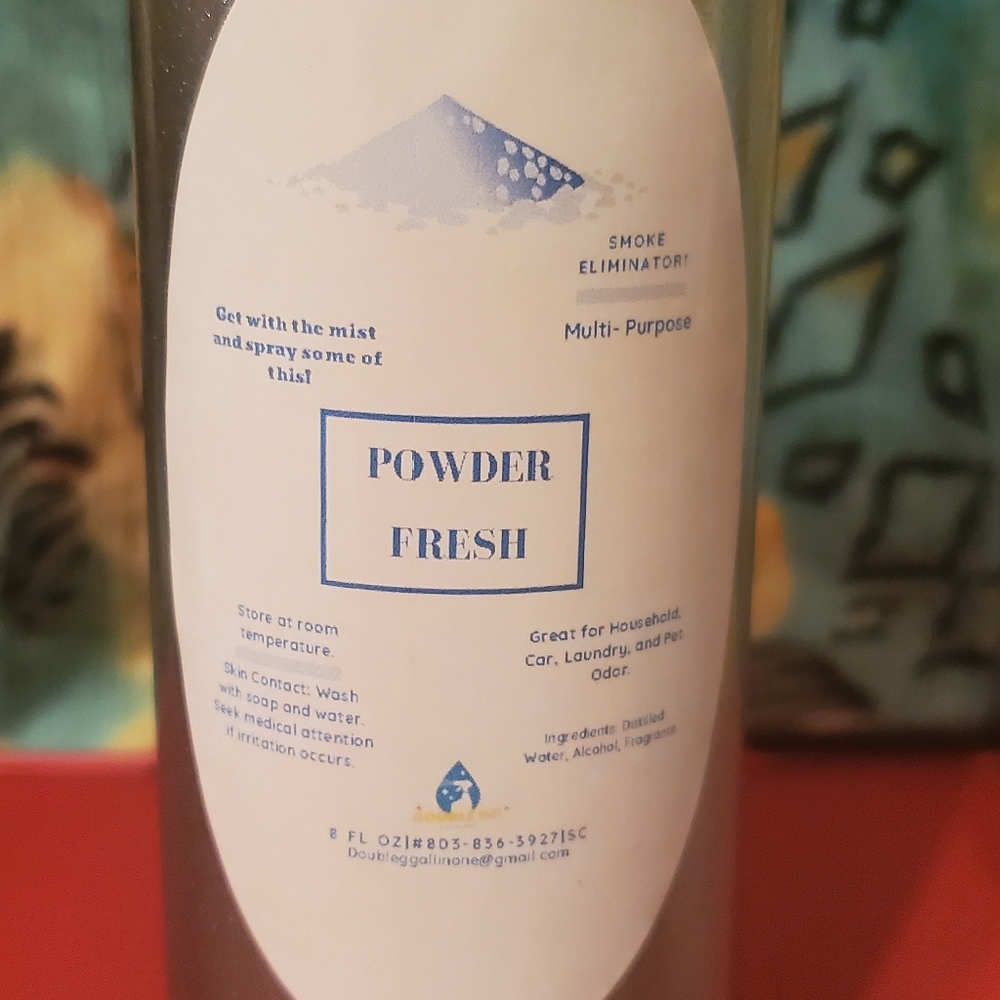 SMOKE
ELIMINATOR!
Multi- Purpose
Get with the mist
and spray some of
this!
POWDER
FRESH
Store at room
temperature.
Skin Contact: Wash
with soap and water.
Seek medical attention
if irritation occurs.
Great for Household,
Car, Laundry, and Pet
Odor.
Ingredients: Distilled
Water, Alcohol, Fragrance
8 FL OZ|#803-836-3927|SC
Doubleggallinone@gmail.com